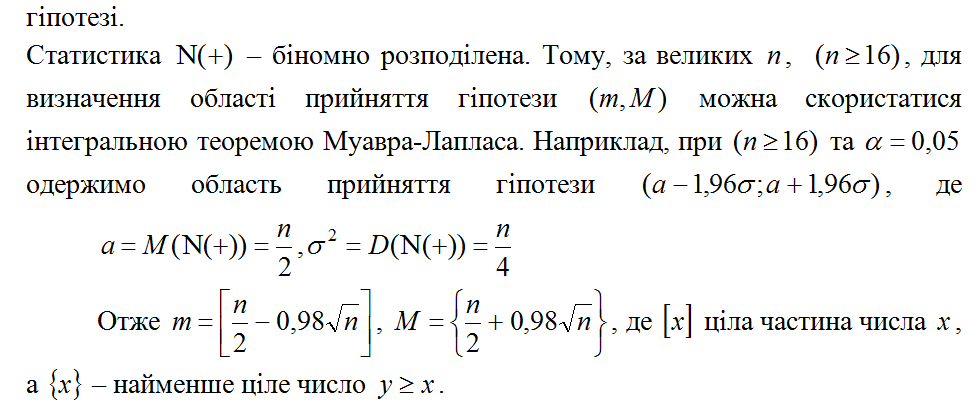 гіпотезі.
Статистика N(+) – біномно розподілена. Тому, за великих n, (n ≥ 16), для
визначення області прийняття гіпотези (m, M) можна скористатися
інтегральною теоремою Муавра-Лапласа. Наприклад, при (n ≥ 16) та α = 0,05
одержимо область прийняття гіпотези (a − 1,96σ; a + 1,96σ), де
a = M(N(+)) = n/2, σ² = D(N(+)) = n/4
Отже m = [n/2 − 0,98√n], M = {n/2 + 0,98√n}, де [x] ціла частина числа x,
а {x} – найменше ціле число y ≥ x.